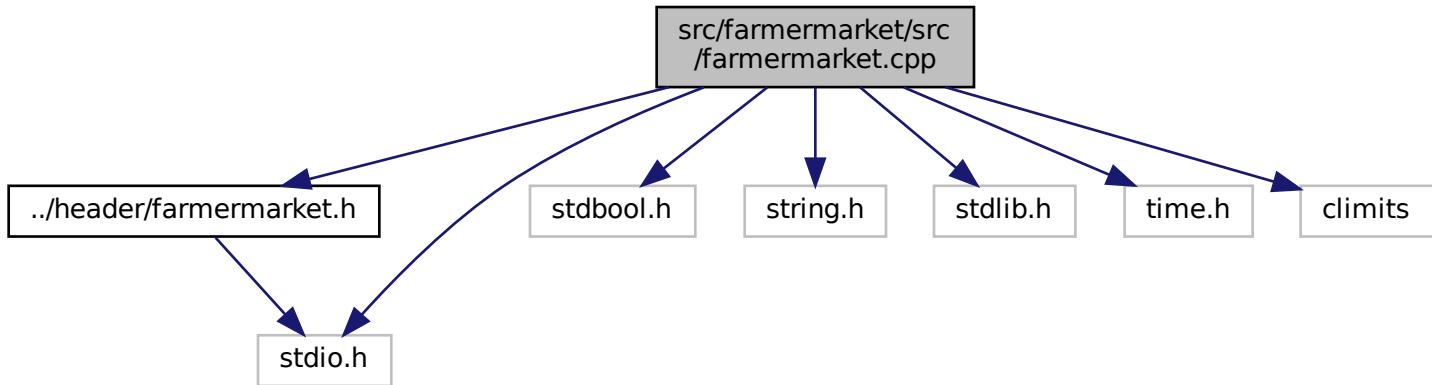 src/farmermarket/src
/farmermarket.cpp
../header/farmermarket.h
stdbool.h
string.h
stdlib.h
time.h
climits
stdio.h